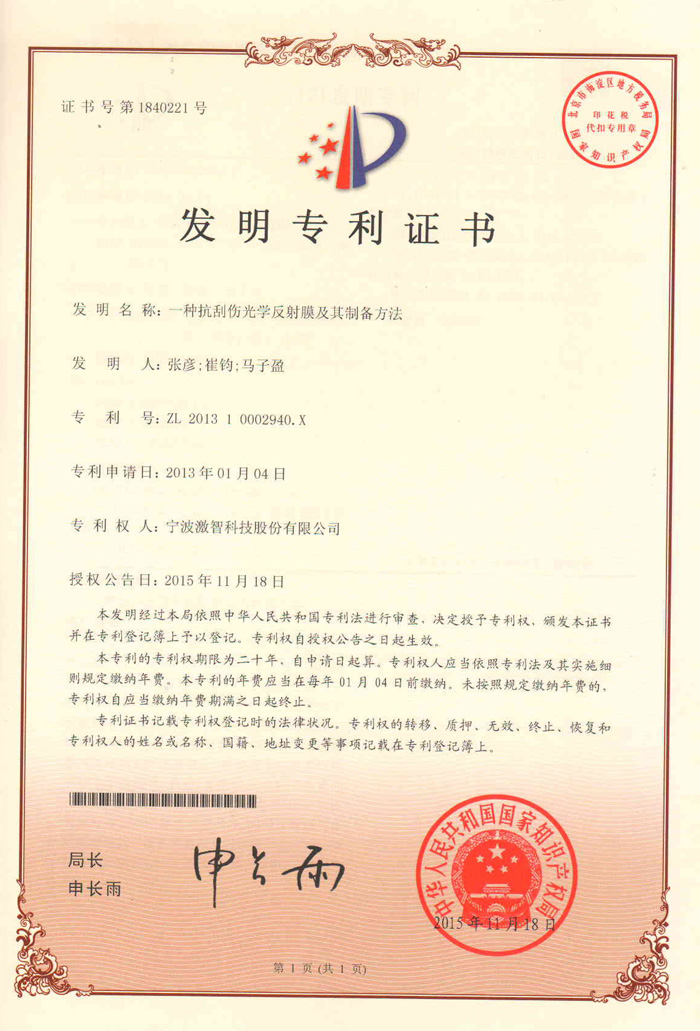 证书号第1840221号
北京市海淀区地方税务局
印花税
代扣专用章
国家知识产权局
发明专利证书
发明名称：一种抗刮伤光学反射膜及其制备方法
发明人：张彦;崔钧;马子盈
专利号：ZL 2013 1 0002940.X
专利申请日：2013年01月04日
专利权人：宁波激智科技股份有限公司
授权公告日：2015年11月18日
本发明经过本局依照中华人民共和国专利法进行审查，决定授予专利权，颁发本证书
并在专利登记簿上予以登记。专利权自授权公告之日起生效。
本专利的专利权期限为二十年，自申请日起算。专利权人应当依照专利法及其实施细
则规定缴纳年费。本专利的年费应当在每年01月04日前缴纳。未按照规定缴纳年费的，
专利权自应当缴纳年费期满之日起终止。
专利证书记载专利权登记时的法律状况。专利权的转移、质押、无效、终止、恢复和
专利权人的姓名或名称、国籍、地址变更等事项记载在专利登记簿上。
局长
申长雨
申长雨
中华人民共和国国家知识产权局
2015年11月18日
第1页(共1页)